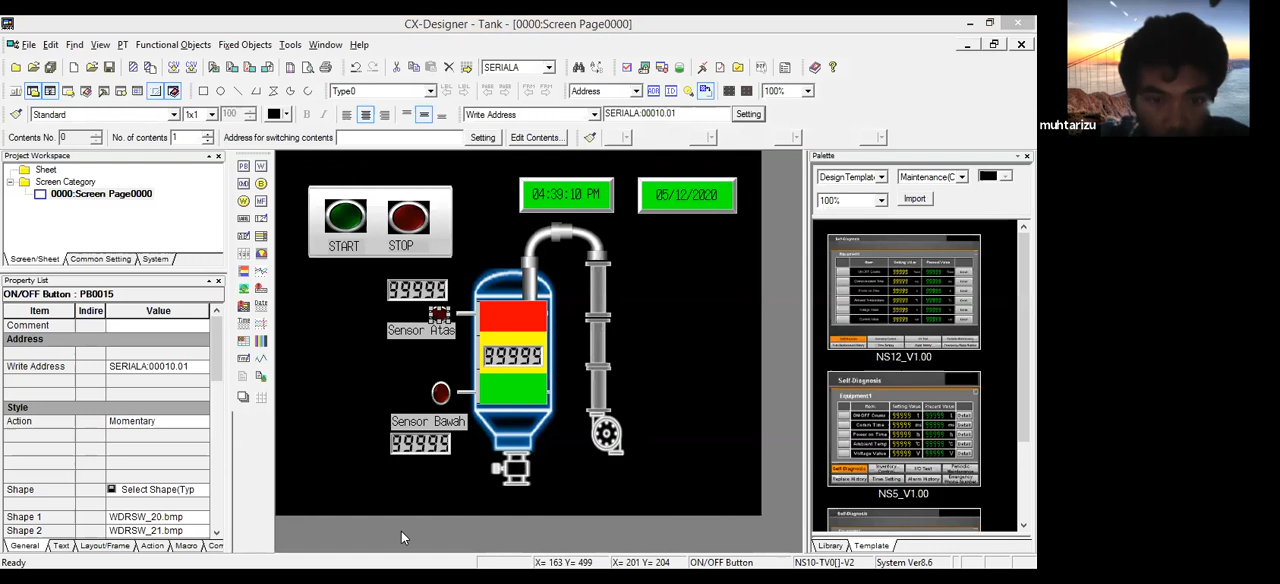 CX-Designer - Tank - [0000:Screen Page0000]
File Edit Find View PT Functional Objects Fixed Objects Tools Window Help
SERIALA
Type0 Address 100%
Standard 1x1 100 B I Write Address SERIALA:00010.01 Setting
Contents No. 0 No. of contents 1 Address for switching contents Setting Edit Contents...
Project Workspace
Sheet
Screen Category
0000:Screen Page0000
Screen/Sheet Common Setting System
Property List
ON/OFF Button : PB0015
Item Indire Value
Comment
Address
Write Address SERIALA:00010.01
Style
Action Momentary
Shape Select Shape(Typ
Shape 1 WDRSW_20.bmp
Shape 2 WDRSW_21.bmp
General Text Layout/Frame Action Macro Con
04:39:10 PM
05/12/2020
START STOP
99999
Sensor Atas
99999
Sensor Bawah
99999
Palette
Design Templat Maintenance(C
100% Import
Self-Diagnosis
NS12_V1.00
Self-Diagnosis
Equipment1
NS5_V1.00
Library Template
Ready X= 163 Y= 499 X= 201 Y= 204 ON/OFF Button NS10-TV0[]-V2 System Ver8.6
muhtarizu